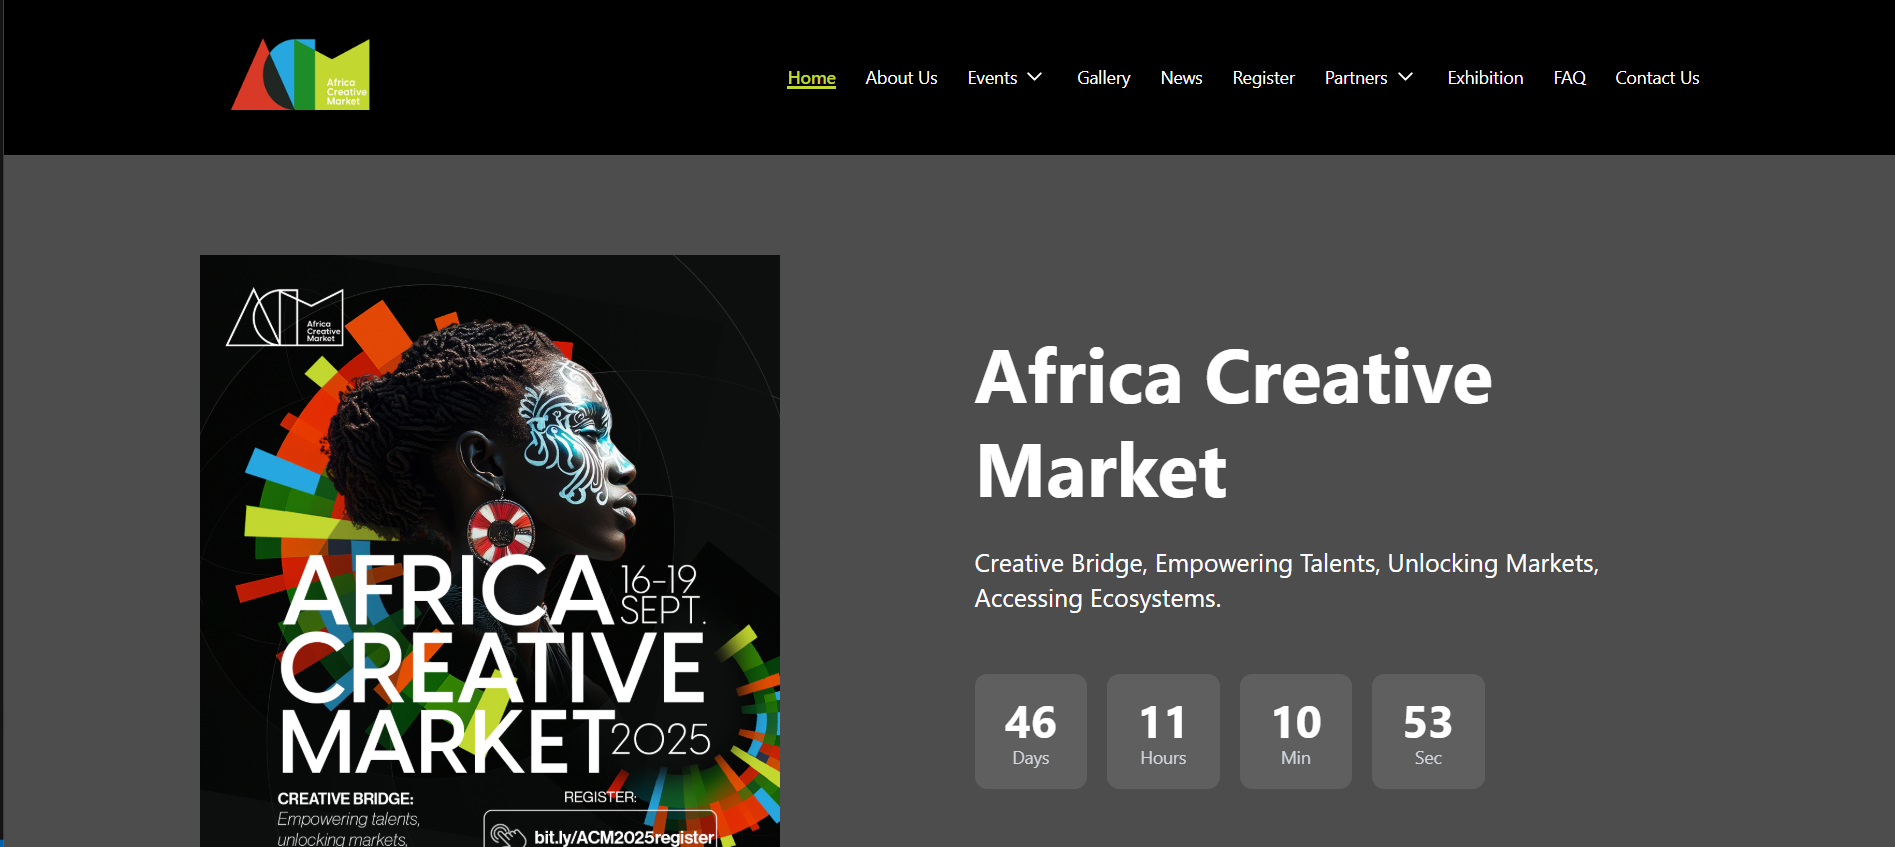 Africa
Creative
Market
Home
About Us
Events
Gallery
News
Register
Partners
Exhibition
FAQ
Contact Us
ACM
Africa
Creative
Market
AFRICA
16-19
SEPT.
CREATIVE
MARKET
2025
CREATIVE BRIDGE:
Empowering talents,
unlocking markets,
REGISTER:
bit.ly/ACM2025register
Africa Creative
Market
Creative Bridge, Empowering Talents, Unlocking Markets,
Accessing Ecosystems.
46
Days
11
Hours
10
Min
53
Sec